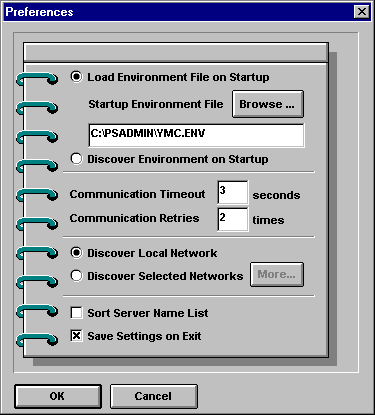 Preferences
Load Environment File on Startup
Startup Environment File Browse ...
C:\PSADMIN\YMC.ENV
Discover Environment on Startup
Communication Timeout 3 seconds
Communication Retries 2 times
Discover Local Network
Discover Selected Networks More...
Sort Server Name List
Save Settings on Exit
OK Cancel